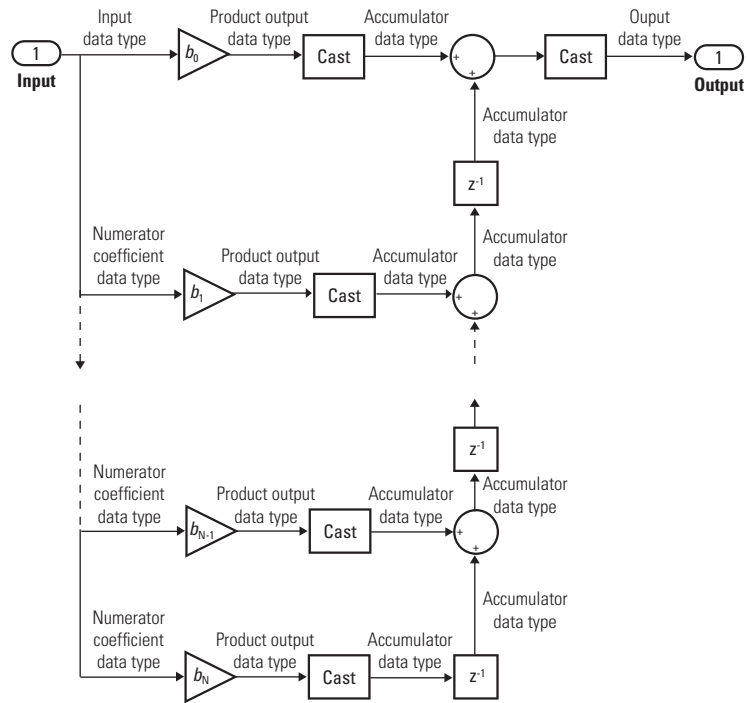 Input
data type
Product output
data type
Accumulator
data type
Ouput
data type
1
Input
b0
Cast
+
+
Cast
1
Output
Accumulator
data type
z-1
Numerator
coefficient
data type
Product output
data type
Accumulator
data type
Accumulator
data type
b1
Cast
+
+
z-1
Numerator
coefficient
data type
Product output
data type
Accumulator
data type
Accumulator
data type
bN-1
Cast
+
+
Numerator
coefficient
data type
Product output
data type
Accumulator
data type
Accumulator
data type
bN
Cast
z-1